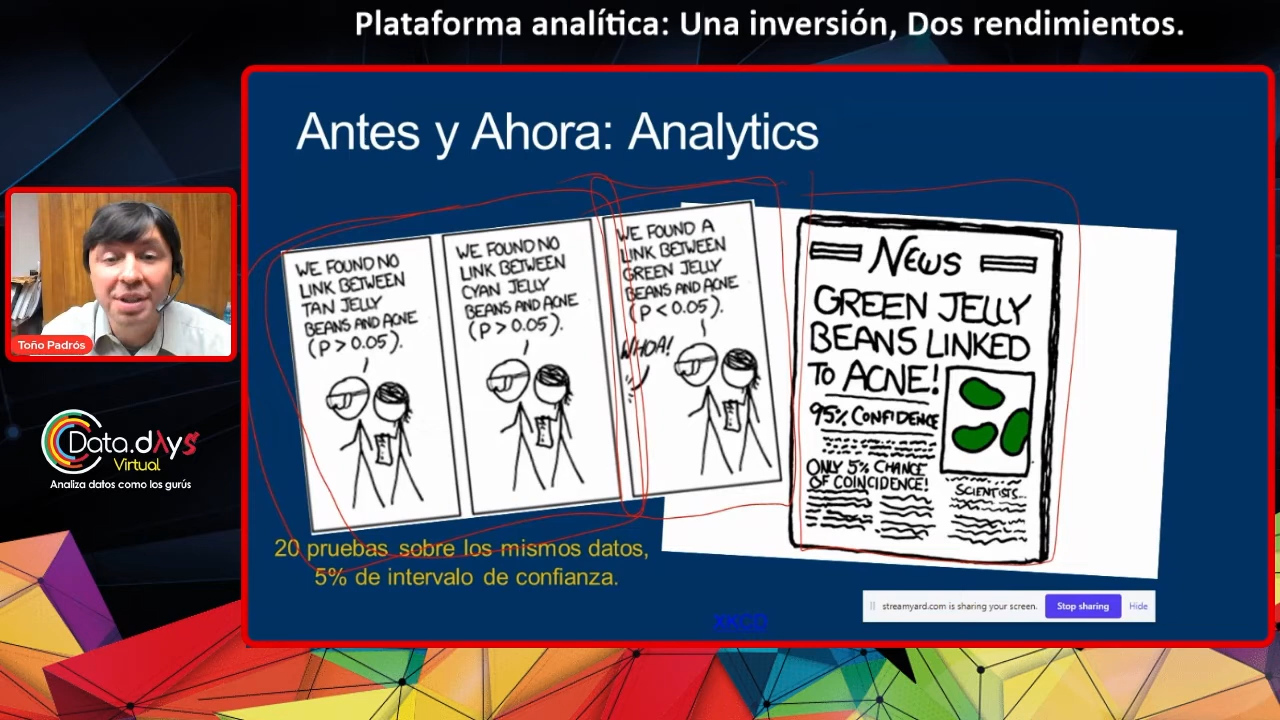 Plataforma analítica: Una inversión, Dos rendimientos.
Antes y Ahora: Analytics
WE FOUND NO
LINK BETWEEN
TAN JELLY
BEANS AND ACNE
(P > 0.05).
WE FOUND NO
LINK BETWEEN
CYAN JELLY
BEANS AND ACNE
(P > 0.05).
WE FOUND A
LINK BETWEEN
GREEN JELLY
BEANS AND ACNE
(P < 0.05).
WHOA!
NEWS
GREEN JELLY
BEANS LINKED
TO ACNE!
95% CONFIDENCE
ONLY 5% CHANCE
OF COINCIDENCE!
SCIENTISTS...
20 pruebas sobre los mismos datos,
5% de intervalo de confianza.
XKCD
streamyard.com is sharing your screen.
Stop sharing
Hide
Toño Padrós
Data.dAys
Virtual
Analiza datos como los gurús